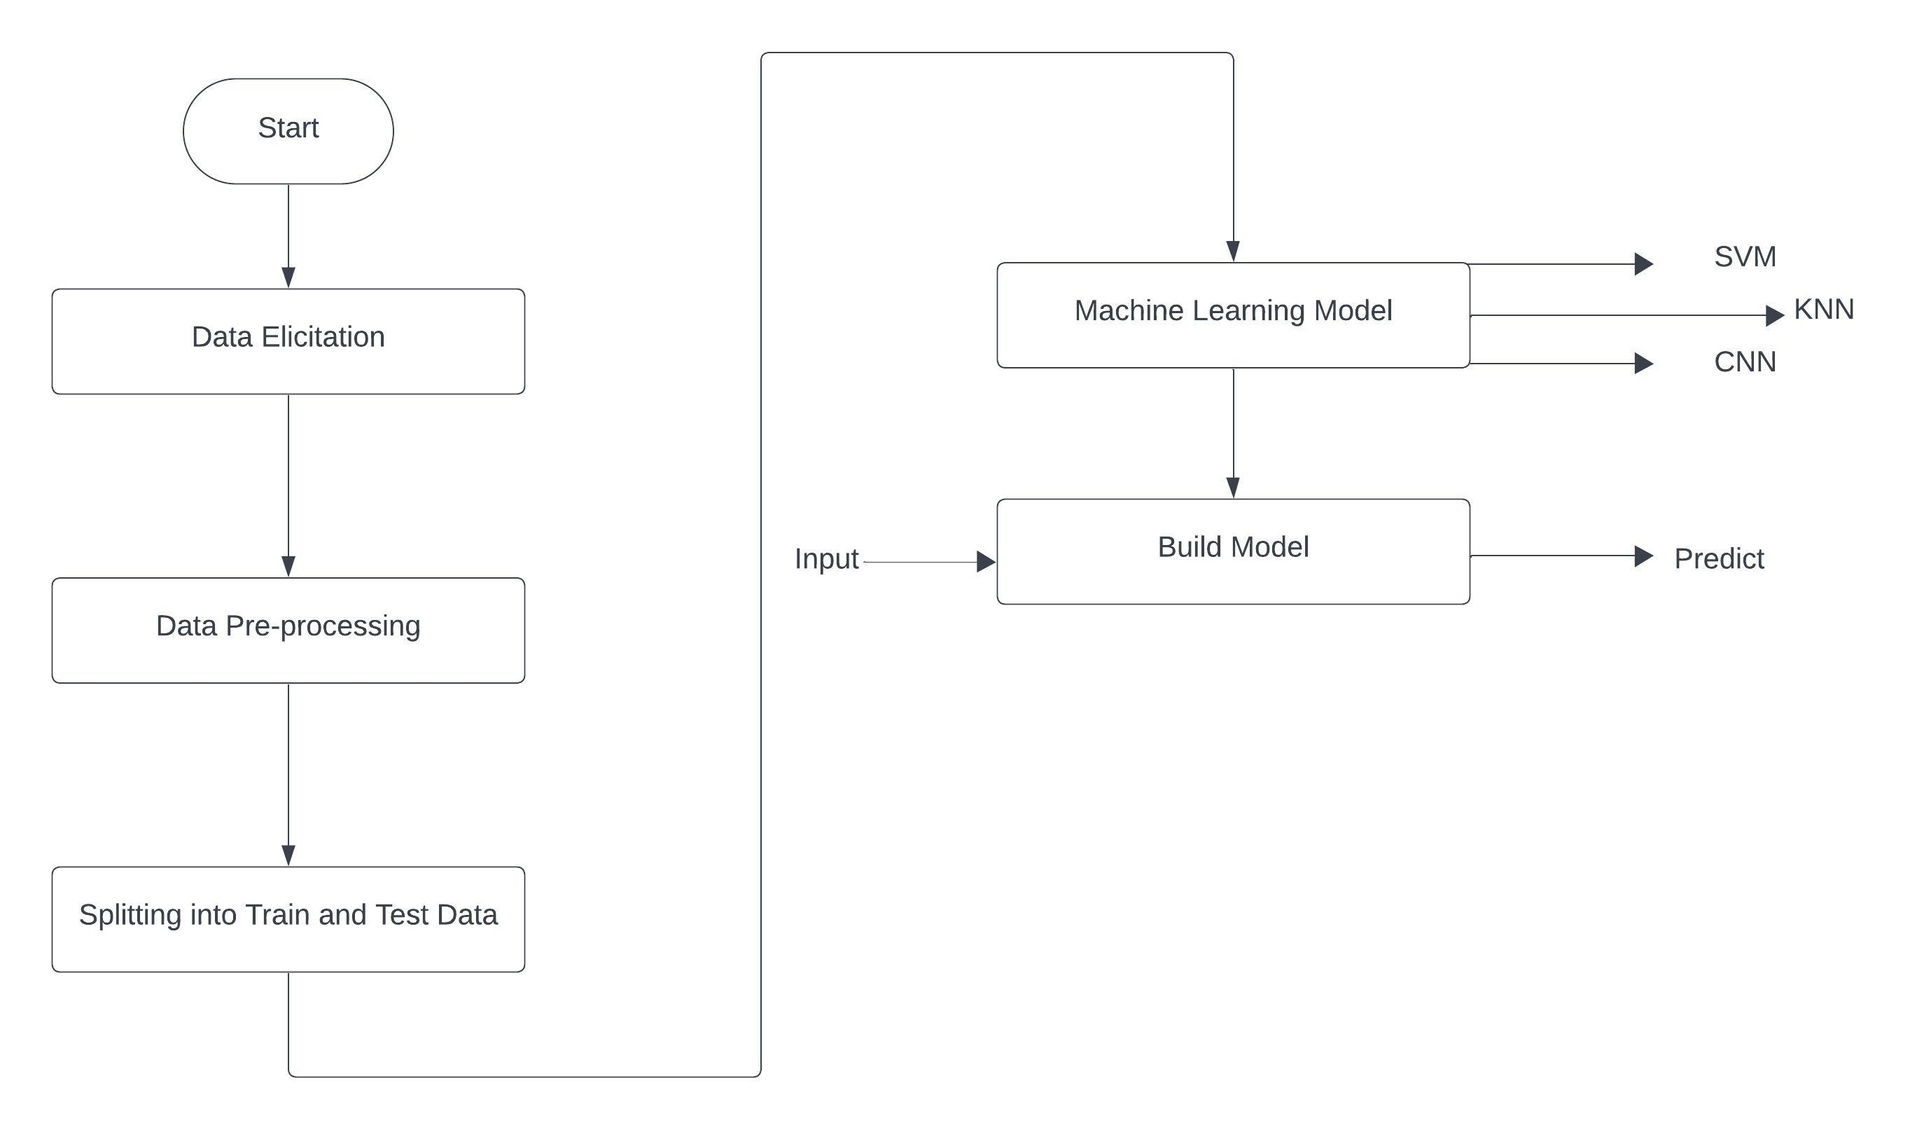 Start
Data Elicitation
Data Pre-processing
Splitting into Train and Test Data
Machine Learning Model
SVM
KNN
CNN
Input
Build Model
Predict